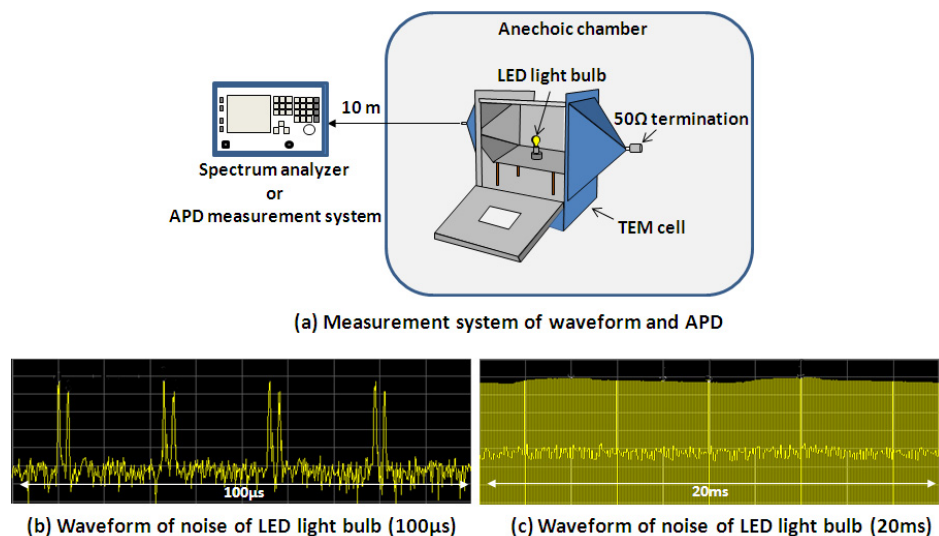 Anechoic chamber
LED light bulb
10 m
50Ω termination
Spectrum analyzer
or
APD measurement system
TEM cell
(a) Measurement system of waveform and APD
100µs
20ms
(b) Waveform of noise of LED light bulb (100µs)
(c) Waveform of noise of LED light bulb (20ms)